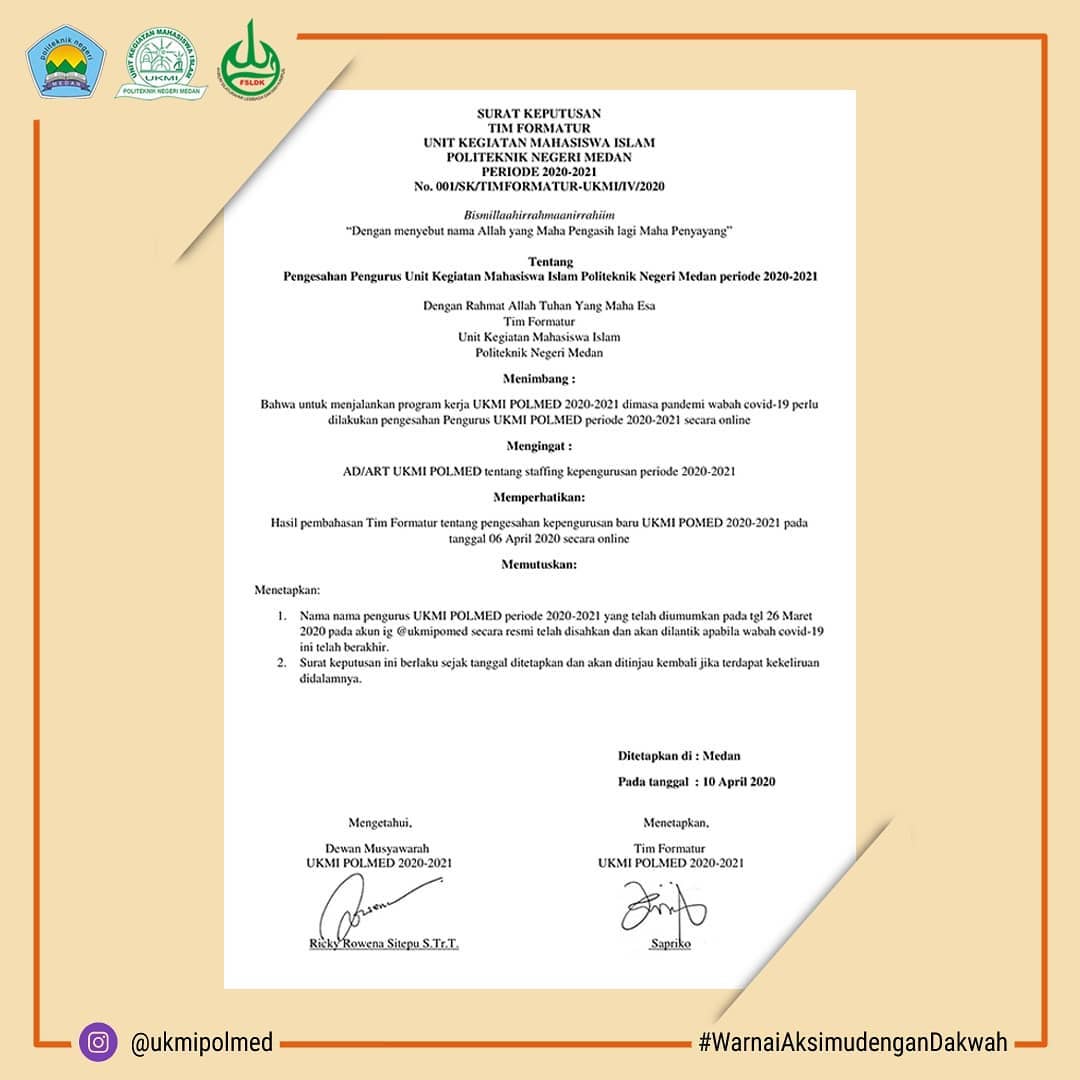 politeknik negeri
MEDAN
UNIT KEGIATAN MAHASISWA ISLAM
UKMI
POLITEKNIK NEGERI MEDAN
FSLDK
SURAT KEPUTUSAN
TIM FORMATUR
UNIT KEGIATAN MAHASISWA ISLAM
POLITEKNIK NEGERI MEDAN
PERIODE 2020-2021
No. 001/SK/TIMFORMATUR-UKMI/IV/2020
Bismillaahirrahmaanirrahiim
“Dengan menyebut nama Allah yang Maha Pengasih lagi Maha Penyayang”
Tentang
Pengesahan Pengurus Unit Kegiatan Mahasiswa Islam Politeknik Negeri Medan periode 2020-2021
Dengan Rahmat Allah Tuhan Yang Maha Esa
Tim Formatur
Unit Kegiatan Mahasiswa Islam
Politeknik Negeri Medan
Menimbang :
Bahwa untuk menjalankan program kerja UKMI POLMED 2020-2021 dimasa pandemi wabah covid-19 perlu
dilakukan pengesahan Pengurus UKMI POLMED periode 2020-2021 secara online
Mengingat :
AD/ART UKMI POLMED tentang staffing kepengurusan periode 2020-2021
Memperhatikan:
Hasil pembahasan Tim Formatur tentang pengesahan kepengurusan baru UKMI POMED 2020-2021 pada
tanggal 06 April 2020 secara online
Memutuskan:
Menetapkan:
1. Nama nama pengurus UKMI POLMED periode 2020-2021 yang telah diumumkan pada tgl 26 Maret
2020 pada akun ig @ukmipomed secara resmi telah disahkan dan akan dilantik apabila wabah covid-19
ini telah berakhir.
2. Surat keputusan ini berlaku sejak tanggal ditetapkan dan akan ditinjau kembali jika terdapat kekeliruan
didalamnya.
Ditetapkan di : Medan
Pada tanggal : 10 April 2020
Mengetahui,
Dewan Musyawarah
UKMI POLMED 2020-2021
Ricky Rowena Sitepu S.Tr.T.
Menetapkan,
Tim Formatur
UKMI POLMED 2020-2021
Sapriko
@ukmipolmed
#WarnaiAksimudenganDakwah